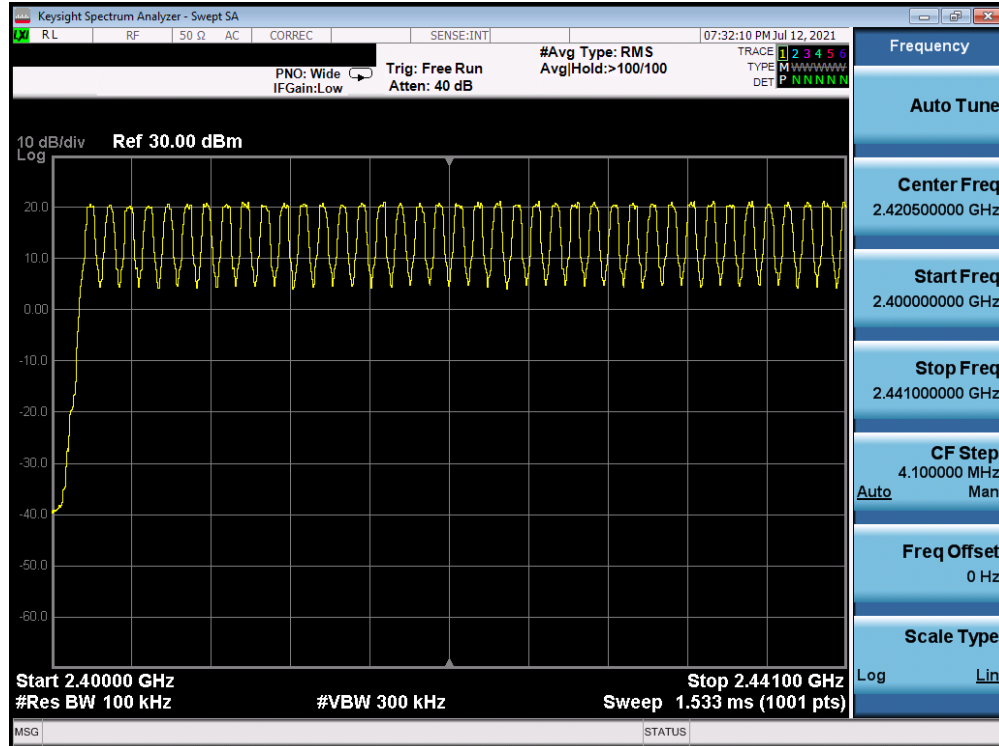 Keysight Spectrum Analyzer - Swept SA
LXI RL RF 50 Ω AC CORREC SENSE:INT 07:32:10 PM Jul 12, 2021
PNO: Wide
IFGain:Low
Trig: Free Run
Atten: 40 dB
#Avg Type: RMS
Avg|Hold:>100/100
TRACE 1 2 3 4 5 6
TYPE M WWWWW
DET P N N N N N
10 dB/div Ref 30.00 dBm
Log
20.0
10.0
0.00
-10.0
-20.0
-30.0
-40.0
-50.0
-60.0
Start 2.40000 GHz Stop 2.44100 GHz
#Res BW 100 kHz #VBW 300 kHz Sweep 1.533 ms (1001 pts)
MSG STATUS
Frequency
Auto Tune
Center Freq
2.420500000 GHz
Start Freq
2.400000000 GHz
Stop Freq
2.441000000 GHz
CF Step
4.100000 MHz
Auto Man
Freq Offset
0 Hz
Scale Type
Log Lin